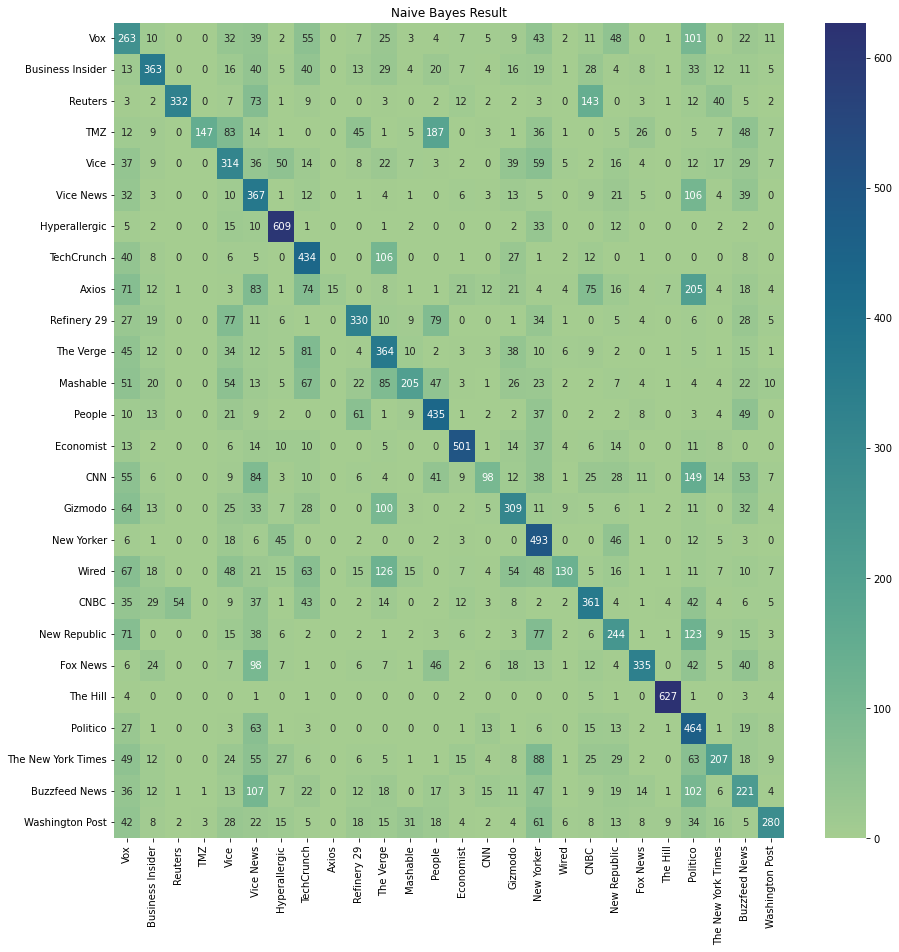 Naive Bayes Result
Vox 263 10 0 0 32 39 2 55 0 7 25 3 4 7 5 9 43 2 11 48 0 1 101 0 22 11
Business Insider 13 363 0 0 16 40 5 40 0 13 29 4 20 7 4 16 19 1 28 4 8 1 33 12 11 5
Reuters 3 2 332 0 7 73 1 9 0 0 3 0 2 12 2 2 3 0 143 0 3 1 12 40 5 2
TMZ 12 9 0 147 83 14 1 0 0 45 1 5 187 0 3 1 36 1 0 5 26 0 5 7 48 7
Vice 37 9 0 0 314 36 50 14 0 8 22 7 3 2 0 39 59 5 2 16 4 0 12 17 29 7
Vice News 32 3 0 0 10 367 1 12 0 1 4 1 0 6 3 13 5 0 9 21 5 0 106 4 39 0
Hyperallergic 5 2 0 0 15 10 609 1 0 0 1 2 0 0 0 0 33 0 0 12 0 0 0 2 2 0
TechCrunch 40 8 0 0 6 5 0 434 0 0 106 0 0 1 0 27 1 2 12 0 1 0 0 0 8 0
Axios 71 12 1 0 3 83 1 74 15 0 8 1 1 21 12 21 4 4 75 16 4 7 205 4 18 4
Refinery 29 27 19 0 0 77 11 6 1 0 330 10 9 79 0 0 1 34 1 0 5 4 0 6 0 28 5
The Verge 45 12 0 0 34 12 5 81 0 4 364 10 2 3 3 38 10 6 9 2 0 1 5 1 15 1
Mashable 51 20 0 0 54 13 5 67 0 22 85 205 47 3 1 26 23 2 2 7 4 1 4 4 22 10
People 10 13 0 0 21 9 2 0 0 61 1 9 435 1 2 2 37 0 2 2 8 0 3 4 49 0
Economist 13 2 0 0 6 14 10 10 0 0 5 0 0 501 1 14 37 4 6 14 0 0 11 8 0 0
CNN 55 6 0 0 9 84 3 10 0 6 4 0 41 9 98 12 38 1 25 28 11 0 149 14 53 7
Gizmodo 64 13 0 0 25 33 7 28 0 0 100 3 0 2 5 309 11 9 5 6 1 2 11 0 32 4
New Yorker 6 1 0 0 18 6 45 0 0 2 0 0 2 3 0 0 493 0 0 46 1 0 12 5 3 0
Wired 67 18 0 0 48 21 15 63 0 15 126 15 0 7 4 54 48 130 5 16 1 1 11 7 10 7
CNBC 35 29 54 0 9 37 1 43 0 2 14 0 2 12 3 8 2 2 361 4 1 4 42 4 6 5
New Republic 71 0 0 0 15 38 6 2 0 2 1 2 3 6 2 3 77 2 6 244 1 1 123 9 15 3
Fox News 6 24 0 0 7 98 7 1 0 6 7 1 46 2 6 18 13 1 12 4 335 0 42 5 40 8
The Hill 4 0 0 0 0 1 0 1 0 0 0 0 0 2 0 0 0 0 5 1 0 627 1 0 3 4
Politico 27 1 0 0 3 63 1 3 0 0 0 0 0 1 13 1 6 0 15 13 2 1 464 1 19 8
The New York Times 49 12 0 0 24 55 27 6 0 6 5 1 1 15 4 8 88 1 25 29 2 0 63 207 18 9
Buzzfeed News 36 12 1 1 13 107 7 22 0 12 18 0 17 3 15 11 47 1 9 19 14 1 102 6 221 4
Washington Post 42 8 2 3 28 22 15 5 0 18 15 31 18 4 2 4 61 6 8 13 8 9 34 16 5 280
Vox Business Insider Reuters TMZ Vice Vice News Hyperallergic TechCrunch Axios Refinery 29 The Verge Mashable People Economist CNN Gizmodo New Yorker Wired CNBC New Republic Fox News The Hill Politico The New York Times Buzzfeed News Washington Post
600
500
400
300
200
100
0